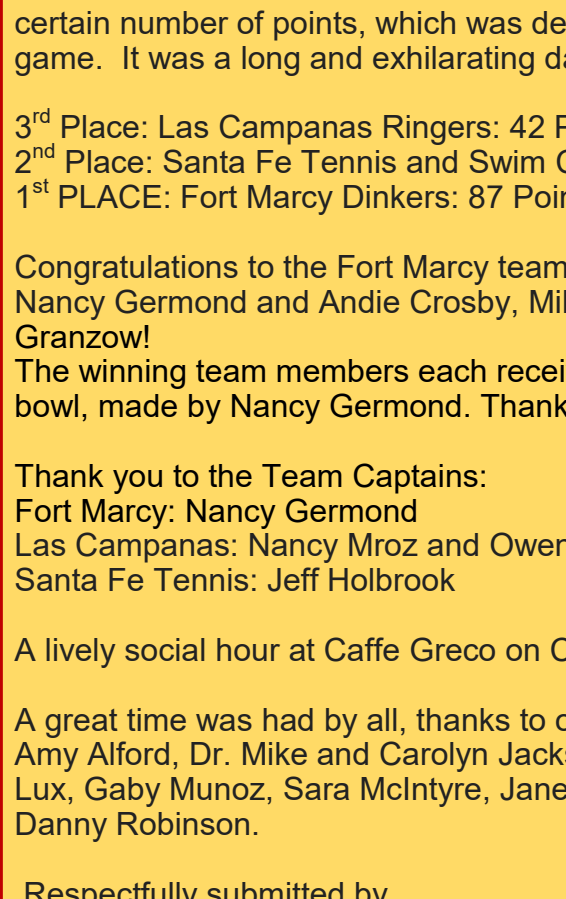 certain number of points, which was de
game.  It was a long and exhilarating da
3rd Place: Las Campanas Ringers: 42 P
2nd Place: Santa Fe Tennis and Swim C
1st PLACE: Fort Marcy Dinkers: 87 Poin
Congratulations to the Fort Marcy team
Nancy Germond and Andie Crosby, Mil
Granzow!
The winning team members each recei
bowl, made by Nancy Germond. Thank
Thank you to the Team Captains:
Fort Marcy: Nancy Germond
Las Campanas: Nancy Mroz and Owen
Santa Fe Tennis: Jeff Holbrook
A lively social hour at Caffe Greco on C
A great time was had by all, thanks to o
Amy Alford, Dr. Mike and Carolyn Jacks
Lux, Gaby Munoz, Sara McIntyre, Jane
Danny Robinson.
Respectfully submitted by